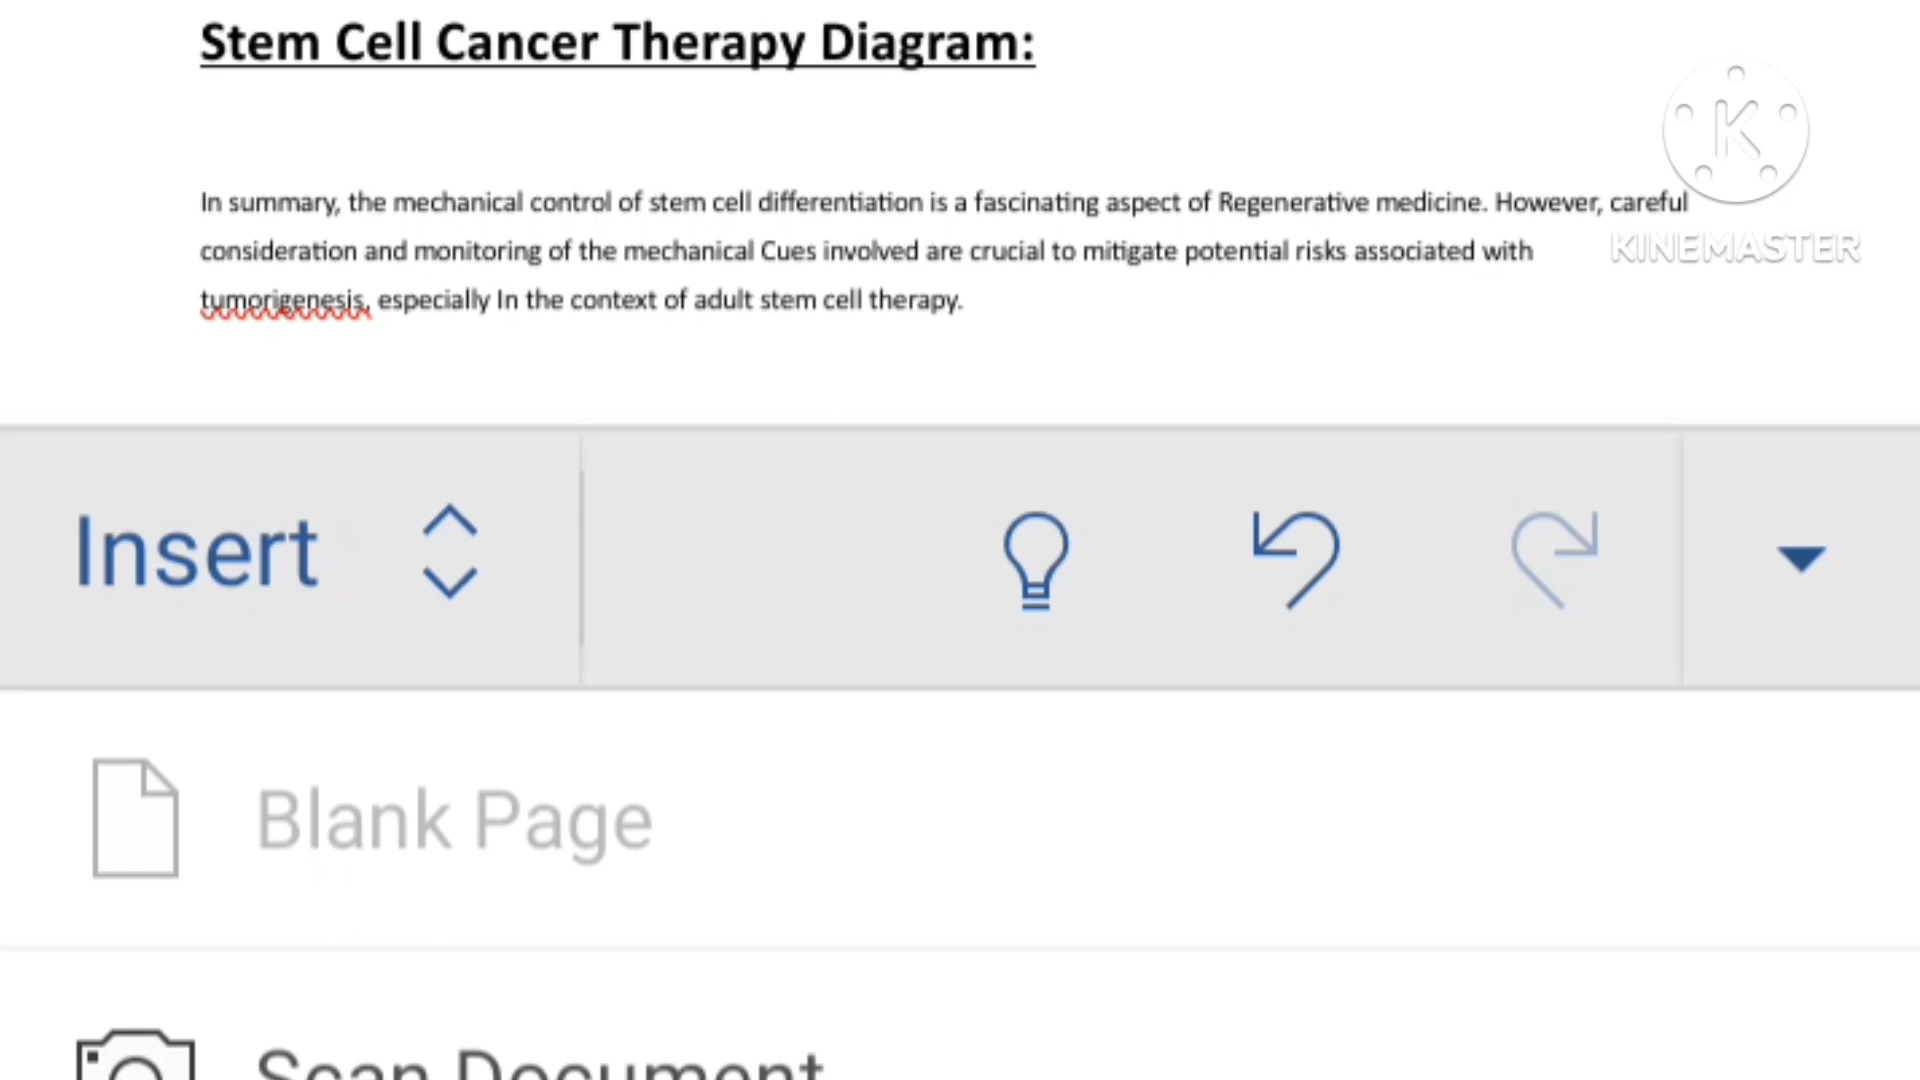 Stem Cell Cancer Therapy Diagram:
In summary, the mechanical control of stem cell differentiation is a fascinating aspect of Regenerative medicine. However, careful
consideration and monitoring of the mechanical Cues involved are crucial to mitigate potential risks associated with
tumorigenesis, especially In the context of adult stem cell therapy.
K
KINEMASTER
Insert
Blank Page
Scan Document